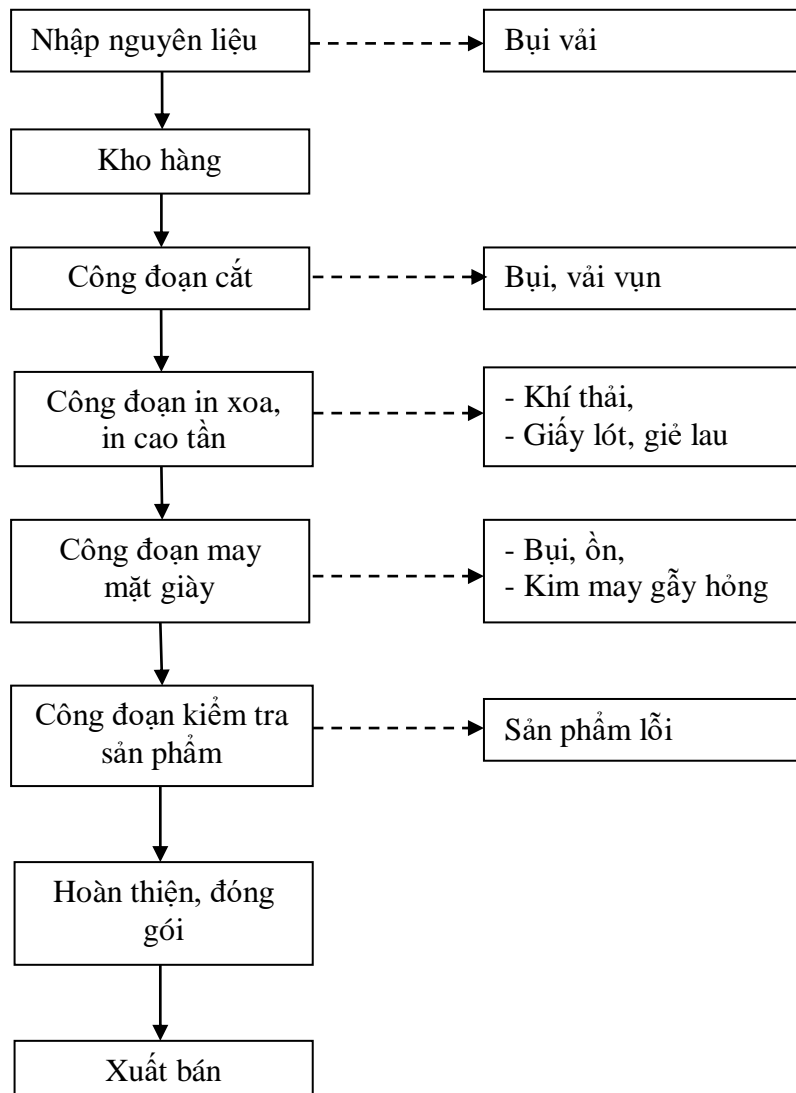 Nhập nguyên liệu
Bụi vải
Kho hàng
Công đoạn cắt
Bụi, vải vụn
Công đoạn in xoa,
in cao tần
- Khí thải,
- Giấy lót, giẻ lau
Công đoạn may
mặt giày
- Bụi, ồn,
- Kim may gẫy hỏng
Công đoạn kiểm tra
sản phẩm
Sản phẩm lỗi
Hoàn thiện, đóng
gói
Xuất bán